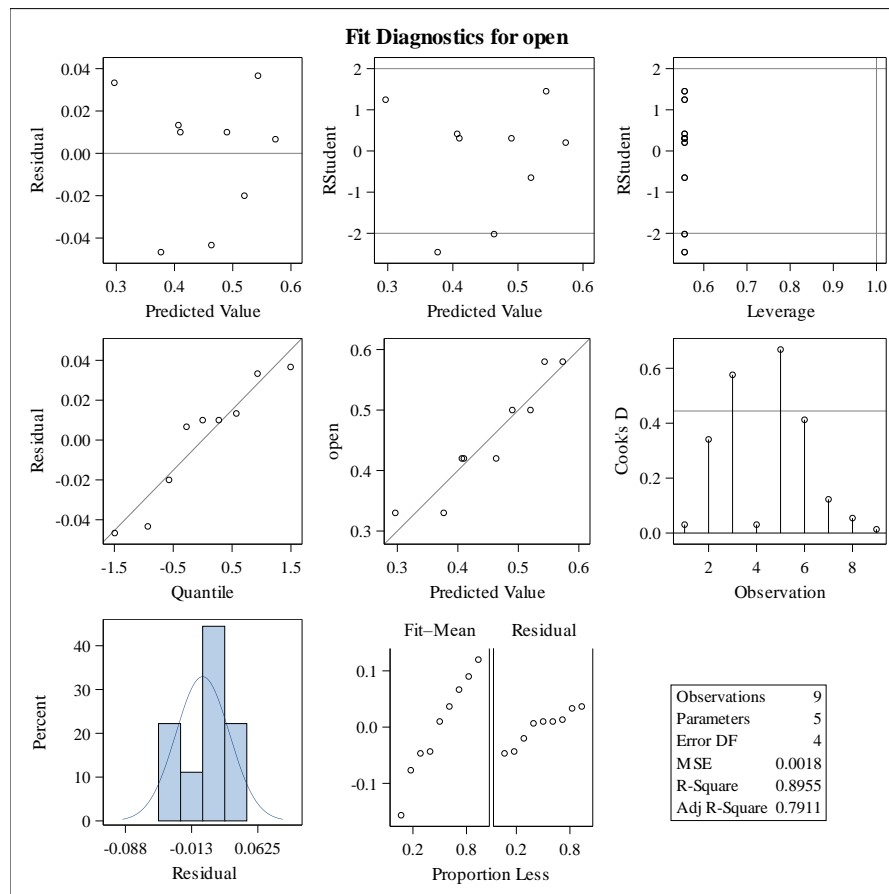 Fit Diagnostics for open
0.04
0.02
0.00
-0.02
-0.04
Residual
0.3 0.4 0.5 0.6
Predicted Value
2
1
0
-1
-2
RStudent
0.3 0.4 0.5 0.6
Predicted Value
2
1
0
-1
-2
RStudent
0.6 0.7 0.8 0.9 1.0
Leverage
0.04
0.02
0.00
-0.02
-0.04
Residual
-1.5 -0.5 0.5 1.5
Quantile
0.6
0.5
0.4
0.3
open
0.3 0.4 0.5 0.6
Predicted Value
0.6
0.4
0.2
0.0
Cook's D
2 4 6 8
Observation
40
30
20
10
0
Percent
-0.088 -0.013 0.0625
Residual
Fit–Mean Residual
0.1
0.0
-0.1
0.2 0.8 0.2 0.8
Proportion Less
Observations 9
Parameters 5
Error DF 4
MSE 0.0018
R-Square 0.8955
Adj R-Square 0.7911